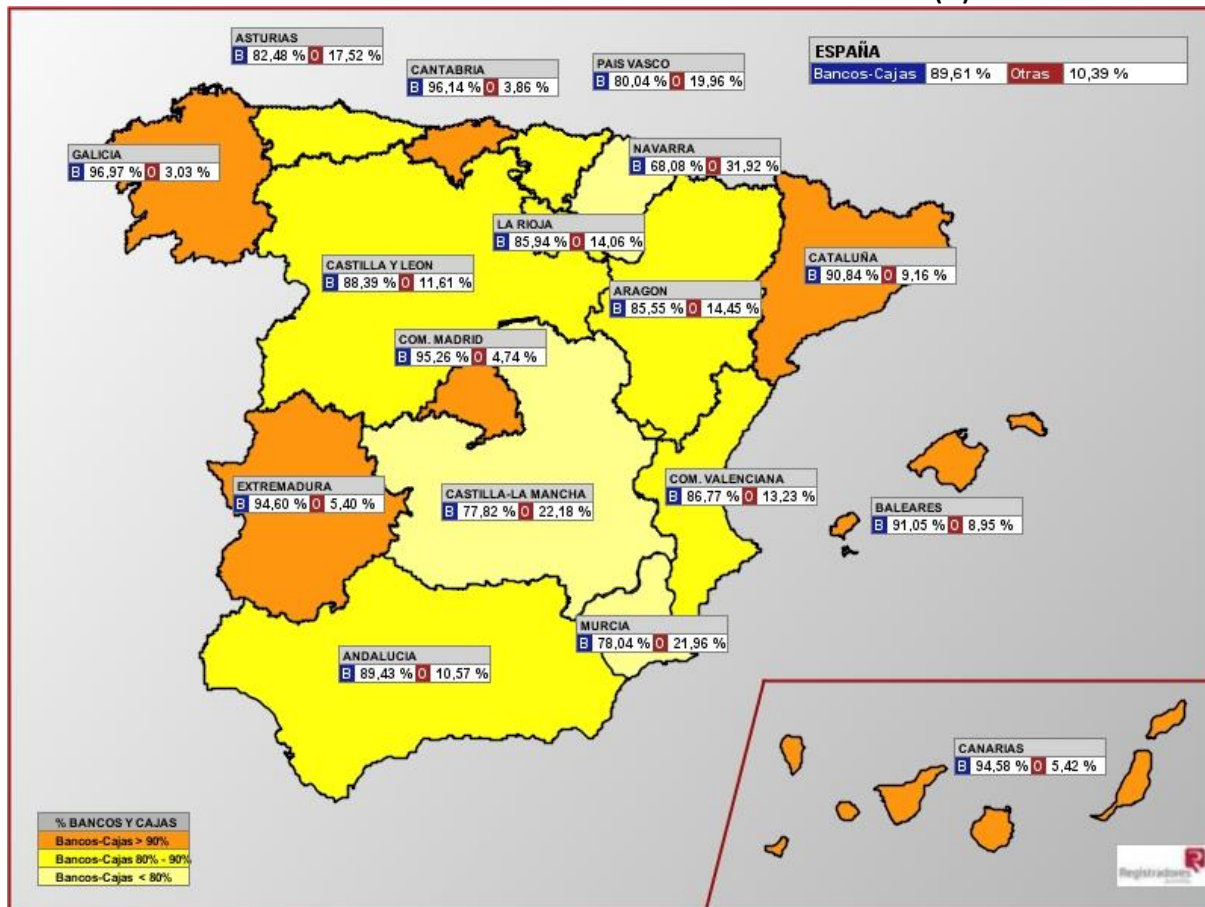 ASTURIAS
B 82,48 % O 17,52 %
CANTABRIA
B 96,14 % O 3,86 %
PAIS VASCO
B 80,04 % O 19,96 %
ESPAÑA
Bancos-Cajas 89,61 % Otras 10,39 %
GALICIA
B 96,97 % O 3,03 %
NAVARRA
B 68,08 % O 31,92 %
LA RIOJA
B 85,94 % O 14,06 %
CASTILLA Y LEON
B 88,39 % O 11,61 %
CATALUÑA
B 90,84 % O 9,16 %
ARAGON
B 85,55 % O 14,45 %
COM. MADRID
B 95,26 % O 4,74 %
EXTREMADURA
B 94,60 % O 5,40 %
CASTILLA-LA MANCHA
B 77,82 % O 22,18 %
COM. VALENCIANA
B 86,77 % O 13,23 %
BALEARES
B 91,05 % O 8,95 %
MURCIA
B 78,04 % O 21,96 %
ANDALUCIA
B 89,43 % O 10,57 %
CANARIAS
B 94,58 % O 5,42 %
% BANCOS Y CAJAS
Bancos-Cajas > 90%
Bancos-Cajas 80% - 90%
Bancos-Cajas < 80%
Registradores